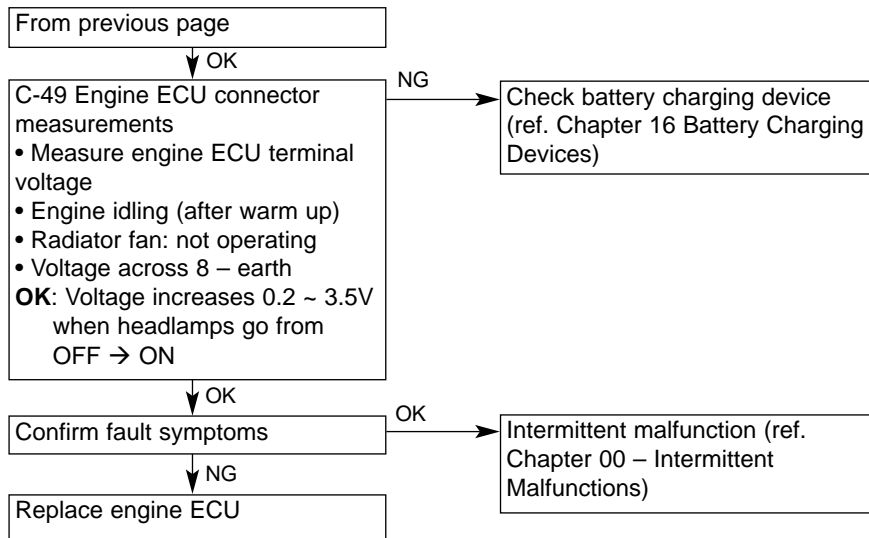 From previous page
OK
C-49 Engine ECU connector
measurements
• Measure engine ECU terminal
voltage
• Engine idling (after warm up)
• Radiator fan: not operating
• Voltage across 8 – earth
OK: Voltage increases 0.2 ~ 3.5V
when headlamps go from
OFF → ON
NG
Check battery charging device
(ref. Chapter 16 Battery Charging
Devices)
OK
Confirm fault symptoms
OK
Intermittent malfunction (ref.
Chapter 00 – Intermittent
Malfunctions)
NG
Replace engine ECU